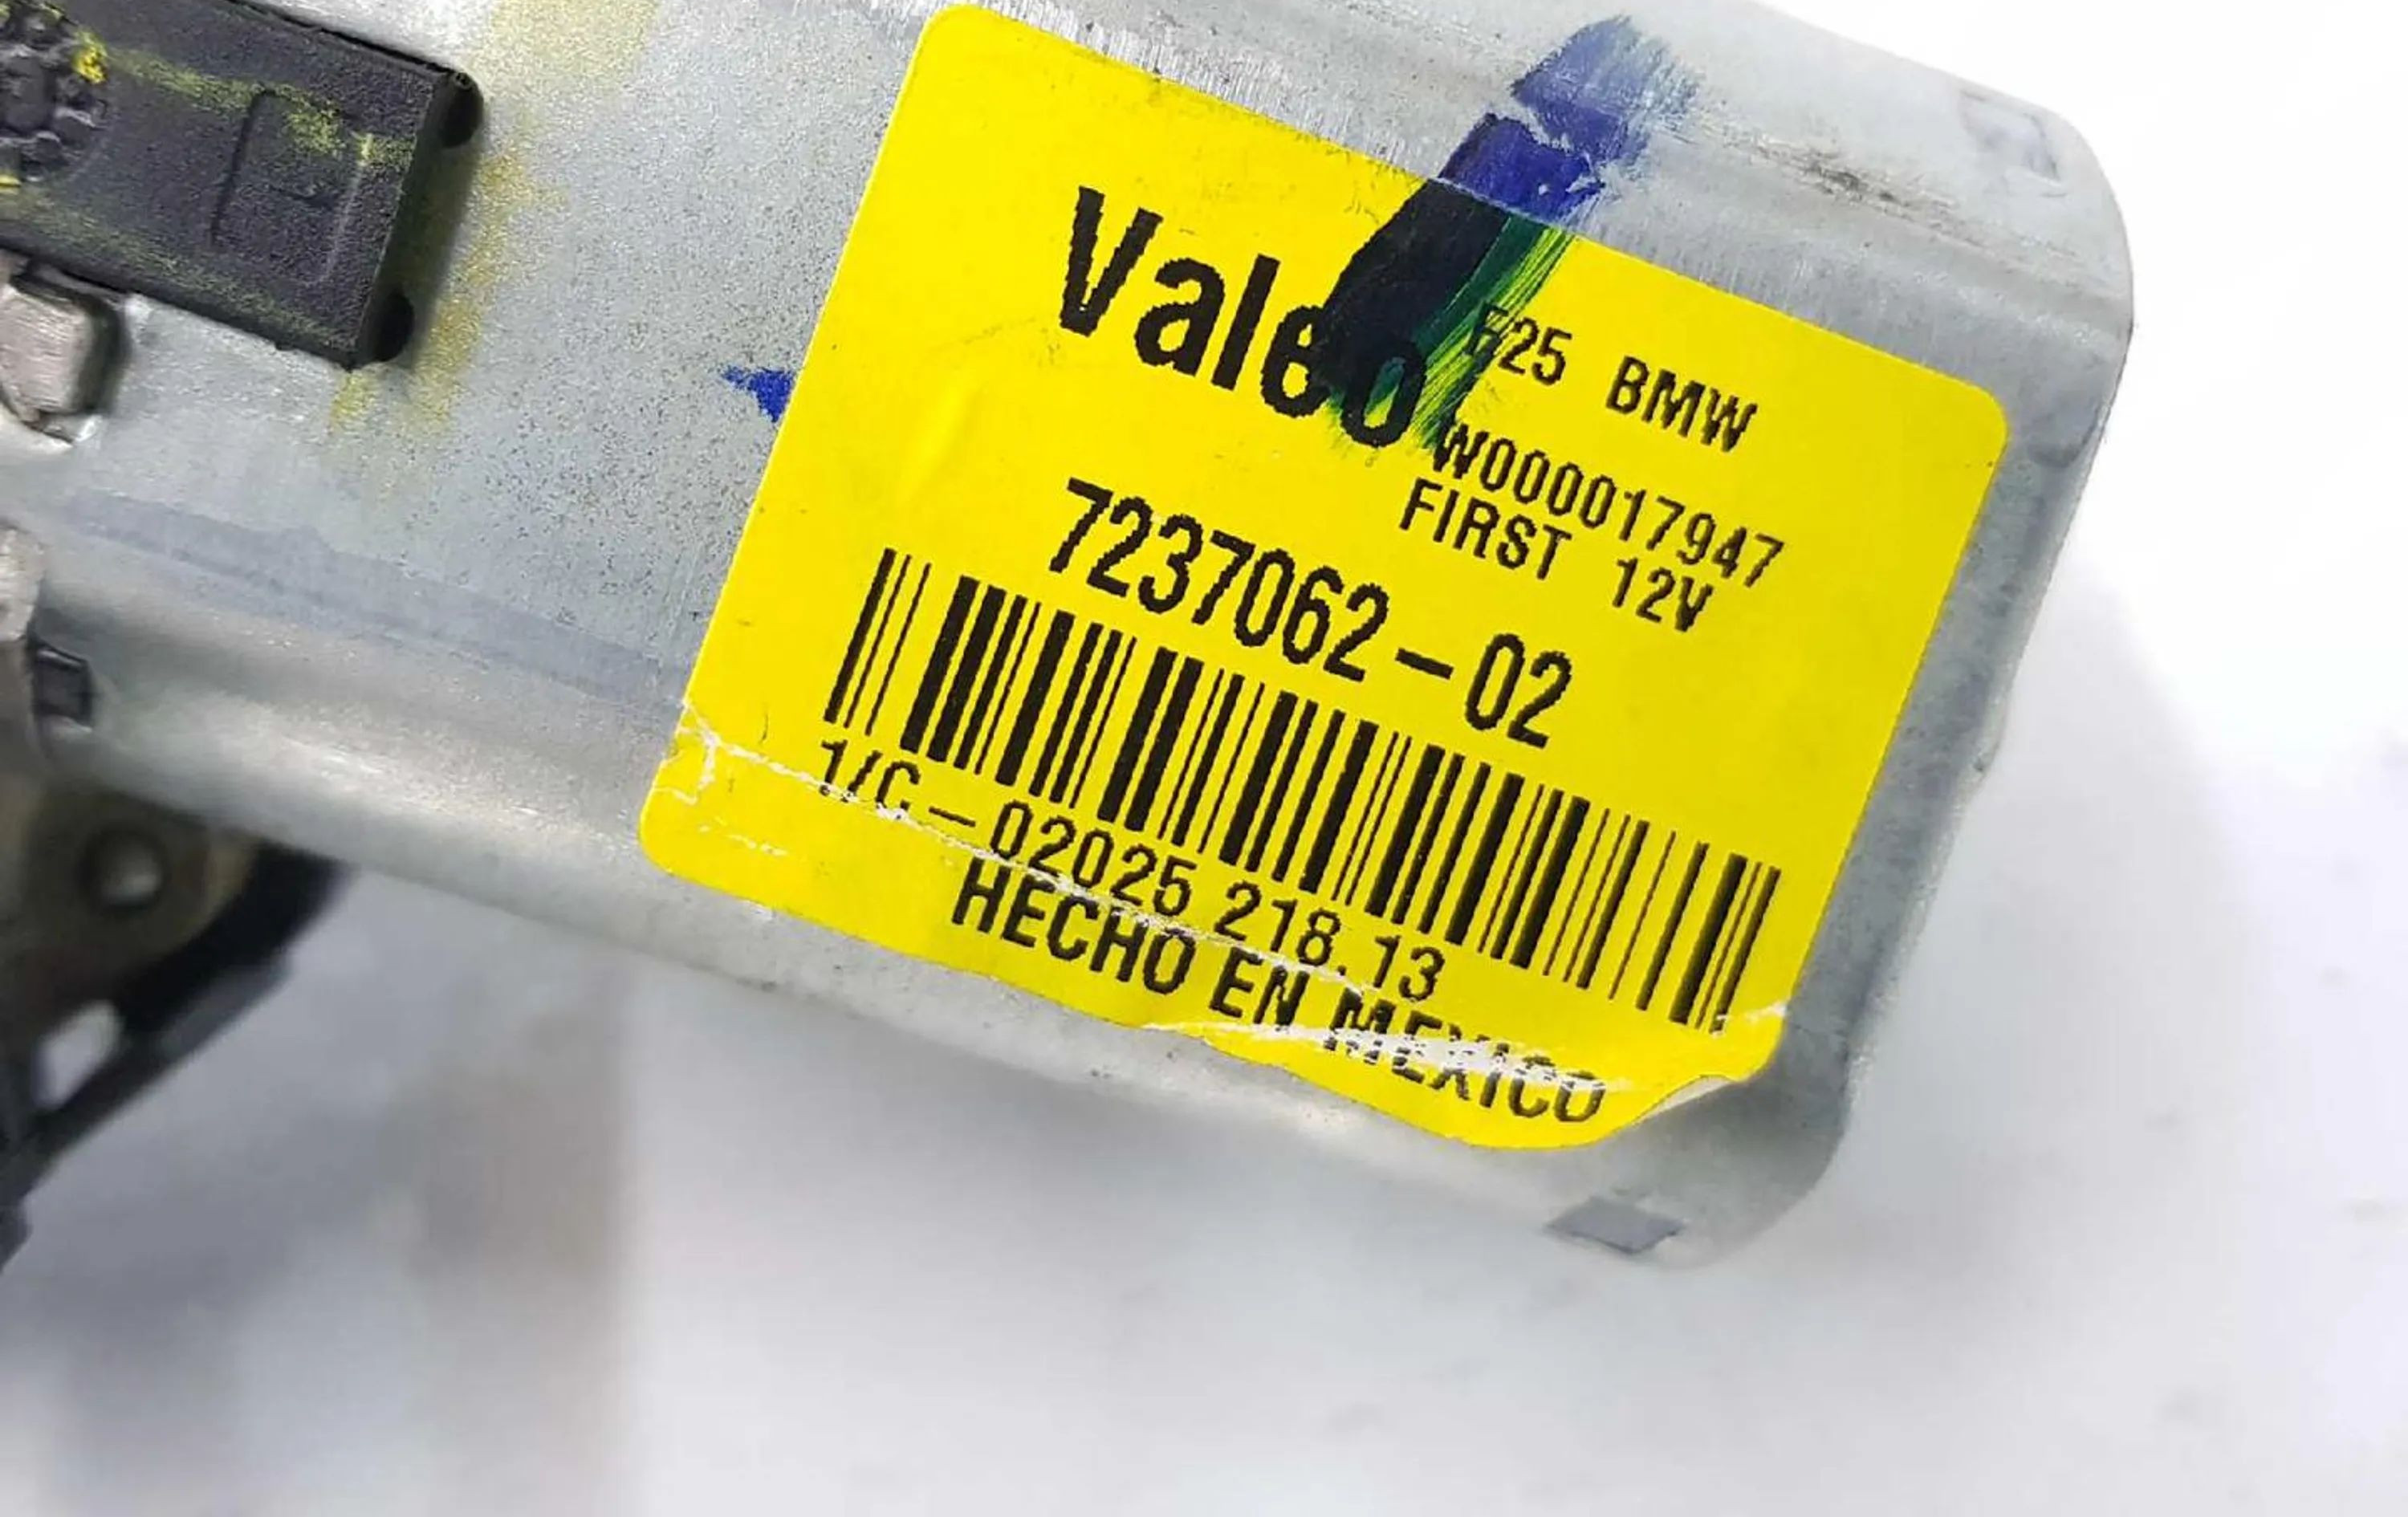 Valeo
F25 BMW
W000017947
FIRST 12V
7237062-02
1/C-02025 218.13
HECHO EN MEXICO